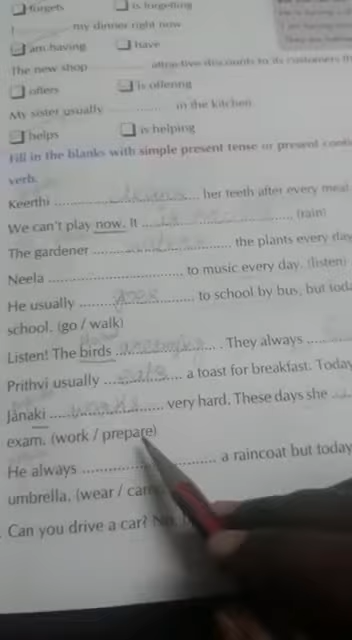 forgets is forgetting
my dinner right now
am having have
The new shop attractive discounts to its customers
offers is offering
My sister usually in the kitchen
helps is helping
Fill in the blanks with simple present tense or present
verb.
Keerthi cleans her teeth after every meal
We can't play now. It (rain)
The gardener the plants every day
Neela to music every day. (listen)
He usually goes to school by bus, but
school. (go / walk)
Listen! The birds . They always
Prithvi usually eats a toast for breakfast. Today
Janaki works very hard. These days she
exam. (work / prepare)
He always a raincoat but today
umbrella. (wear /
Can you drive a car? No,